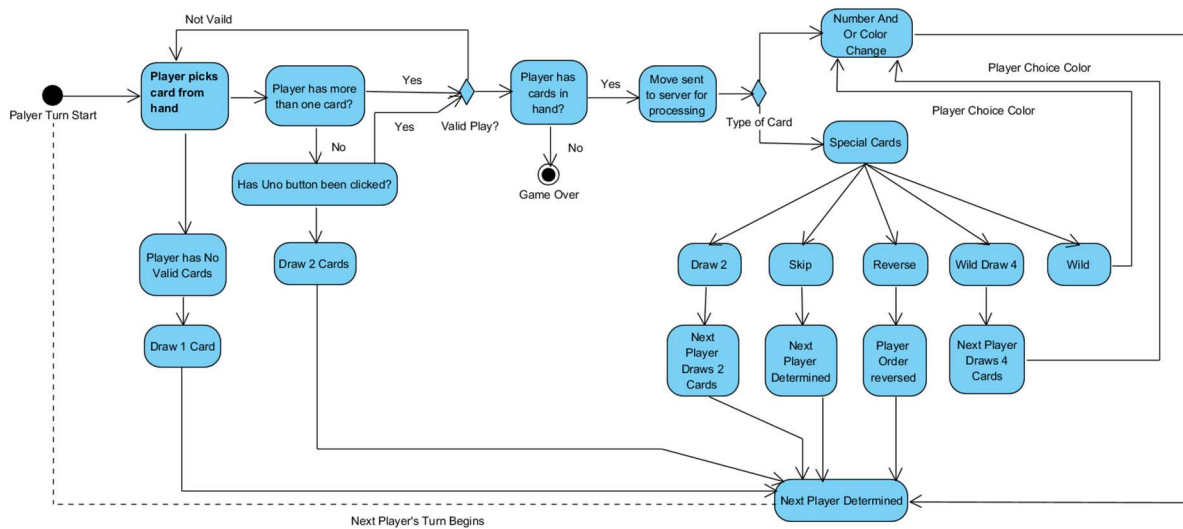 Not Vaild
Number And
Or Color
Change
Player picks
card from
hand
Player has more
than one card?
Yes
Player has
cards in
hand?
Yes
Move sent
to server for
processing
Player Choice Color
Palyer Turn Start
Yes
Valid Play?
Type of Card
Player Choice Color
No
No
Special Cards
Has Uno button been clicked?
Game Over
Player has No
Valid Cards
Draw 2 Cards
Draw 2
Skip
Reverse
Wild Draw 4
Wild
Draw 1 Card
Next
Player
Draws 2
Cards
Next
Player
Determined
Player
Order
reversed
Next Player
Draws 4
Cards
Next Player Determined
Next Player's Turn Begins